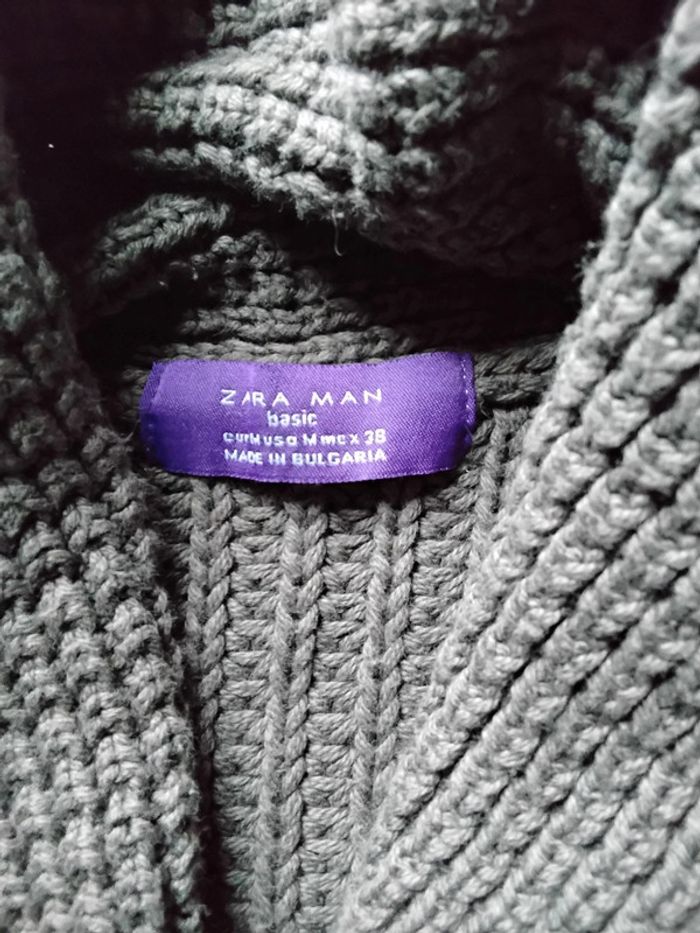 ZARA MAN
basic
EUR M USA M MEX 38
MADE IN BULGARIA